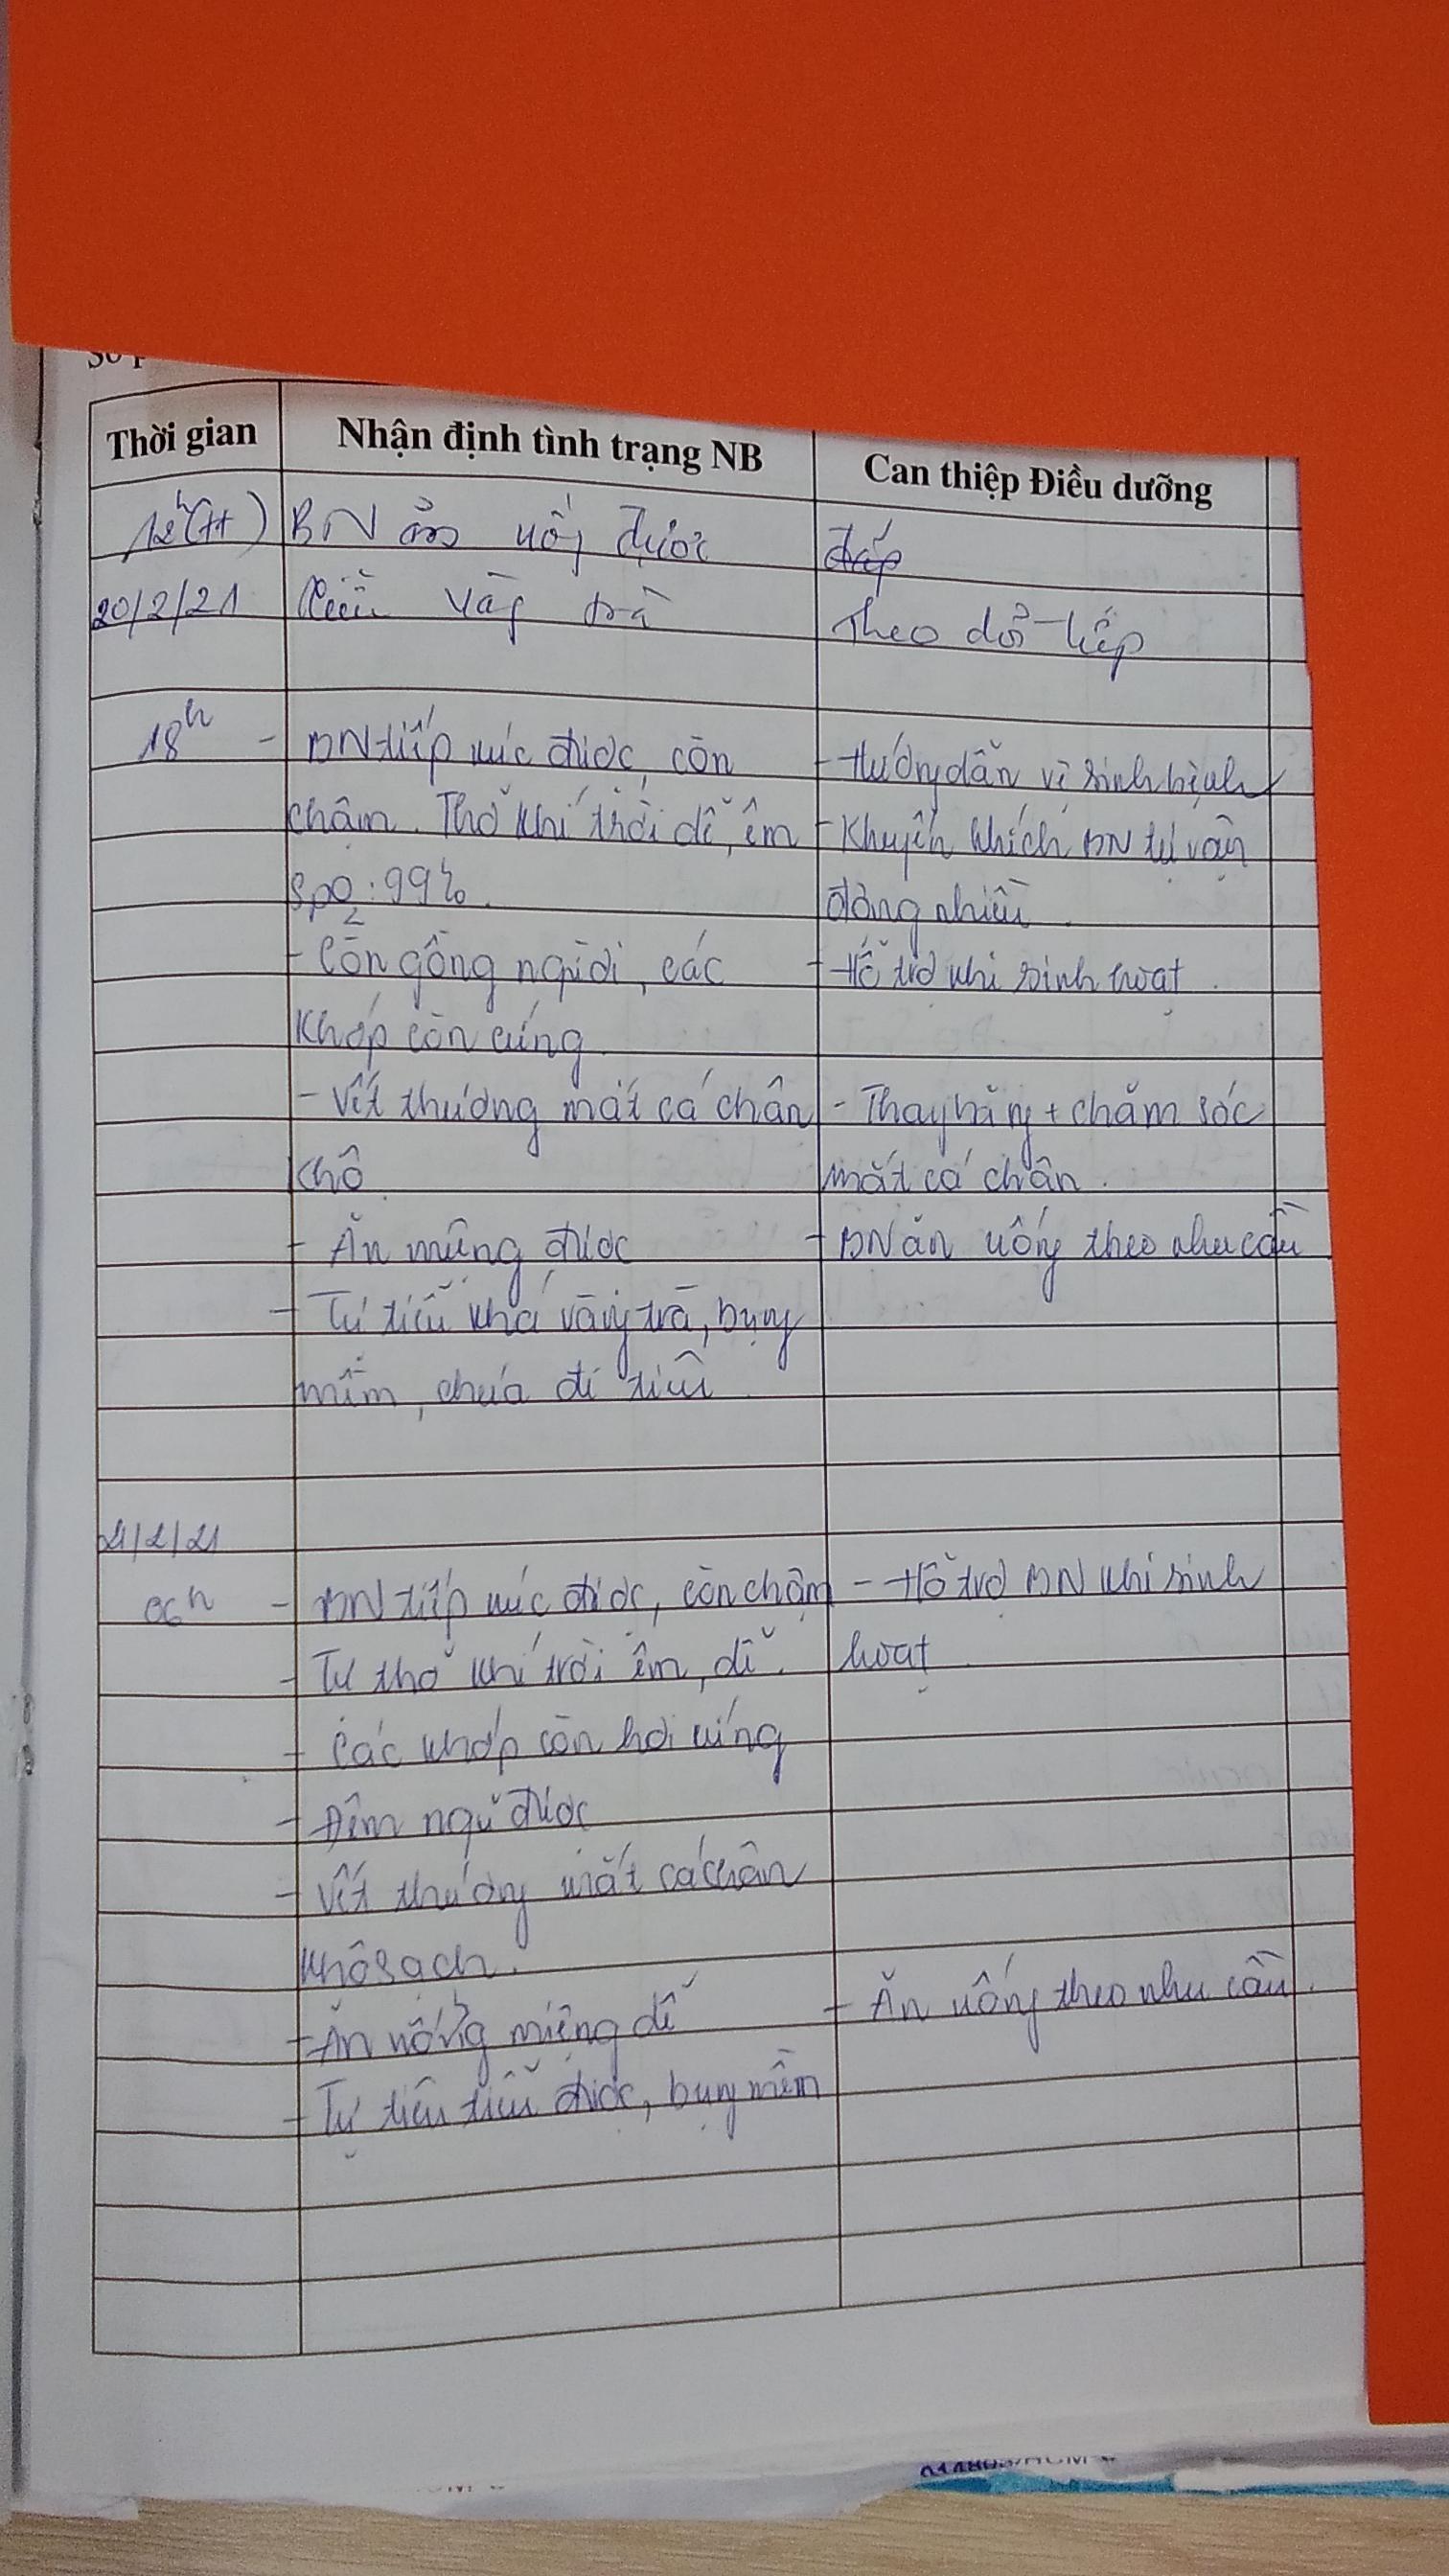 Thời gian Nhận định tình trạng NB Can thiệp Điều dưỡng
12h(tt) BN ăn uống được
20/2/21 tiểu vàng trà Theo dõi tiếp
18h - BN tiếp xúc được, còn - Hướng dẫn vệ sinh bệnh
chậm. Thở khí trời dễ, êm - Khuyến khích BN tự vận
SpO2: 99%. động nhiều
- Còn gồng người, các - Hỗ trợ khi sinh hoạt.
Khớp còn cứng
- Vết thương mắt cá chân - Thay băng + chăm sóc
khô mắt cá chân.
- Ăn miệng được - BN ăn uống theo nhu cầu
- Tự tiểu khá vàng trà, bụng
mềm, chưa đi tiêu.
21/2/21
06h - BN tiếp xúc được, còn chậm - Hỗ trợ BN khi sinh
- Tự thở khí trời êm, dễ. hoạt
- Các khớp còn hơi cứng
- Đêm ngủ được
- Vết thương mắt cá chân
khô sạch.
- Ăn uống miệng dễ - Ăn uống theo nhu cầu.
- Tự tiêu tiểu được, bụng mềm